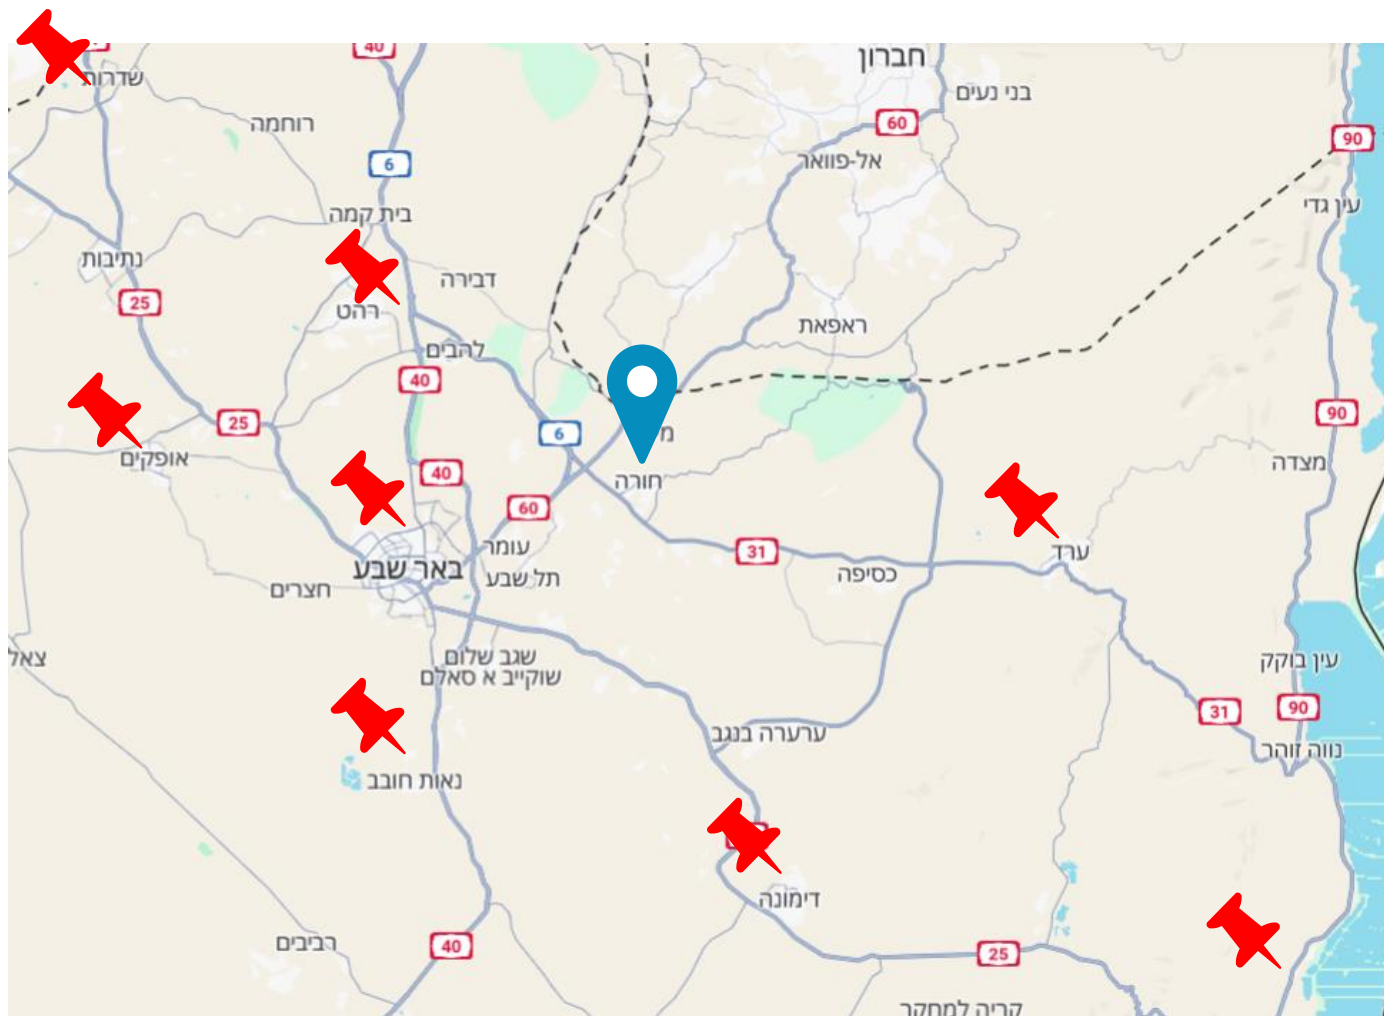 40
חברון
שדרות
בני נעים
רוחמה
60
90
6
אל-פוואר
עין גדי
בית קמה
נתיבות
דבירה
25
רהט
ראפאת
להבים
40
90
25
6
אופקים
מצדה
40
חורה
60
עומר
31
ערד
באר שבע
תל שבע
כסיפה
חצרים
שגב שלום
שוקייב א סאלם
צאל
עין בוקק
31
90
ערערה בנגב
נווה זוהר
נאות חובב
דימונה
רביבים
40
25
קריה למחקר